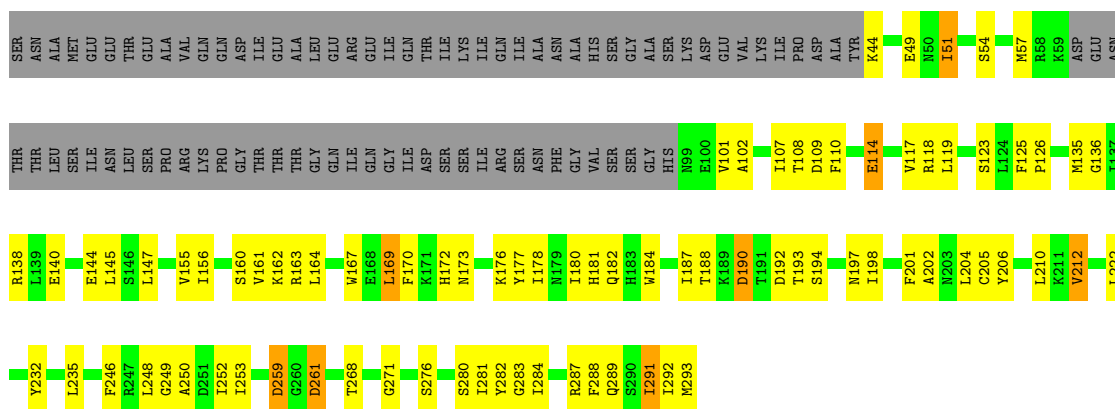 SER ASN ALA MET GLU GLU THR GLU ALA VAL GLN GLN ASP ILE GLU ALA LEU GLU ARG GLU ILE GLN THR ILE LYS ILE GLN ILE ALA ASN ALA HIS SER GLY ALA SER LYS ASP GLU VAL LYS ILE PRO ASP ALA TYR K44 E49 N50 I51 S54 M57 R58 K59 ASP GLU ASN
THR THR LEU SER ILE ASN LEU SER PRO ARG LYS PRO GLY THR THR THR GLY GLN ILE GLN GLY ILE ASP SER SER ILE ARG SER ASN PHE GLY VAL SER SER GLY HIS N99 E100 V101 A102 I107 T108 D109 F110 E114 V117 R118 L119 S123 L124 F125 P126 M135 G136 I137
R138 L139 E140 E144 L145 S146 L147 V155 I156 S160 V161 K162 R163 L164 W167 E168 L169 F170 K171 H172 N173 K176 Y177 I178 N179 I180 H181 Q182 H183 W184 I187 T188 K189 D190 T191 D192 T193 S194 N197 I198 F201 A202 N203 L204 C205 Y206 L210 K211 V212
Y232 L235 F246 R247 L248 G249 A250 D251 I252 I253 D259 G260 D261 T268 G271 S276 S280 I281 Y282 G283 I284 R287 F288 Q289 S290 I291 I292 M293